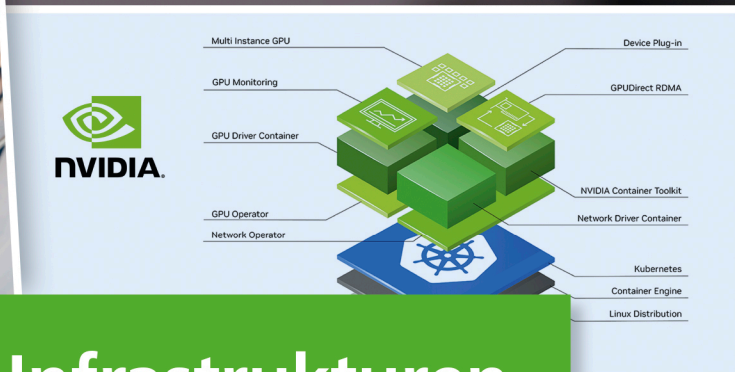 Multi Instance GPU
Device Plug-in
GPU Monitoring
GPUDirect RDMA
GPU Driver Container
NVIDIA.
NVIDIA Container Toolkit
GPU Operator
Network Driver Container
Network Operator
Kubernetes
Container Engine
Linux Distribution
Infrastrukturen